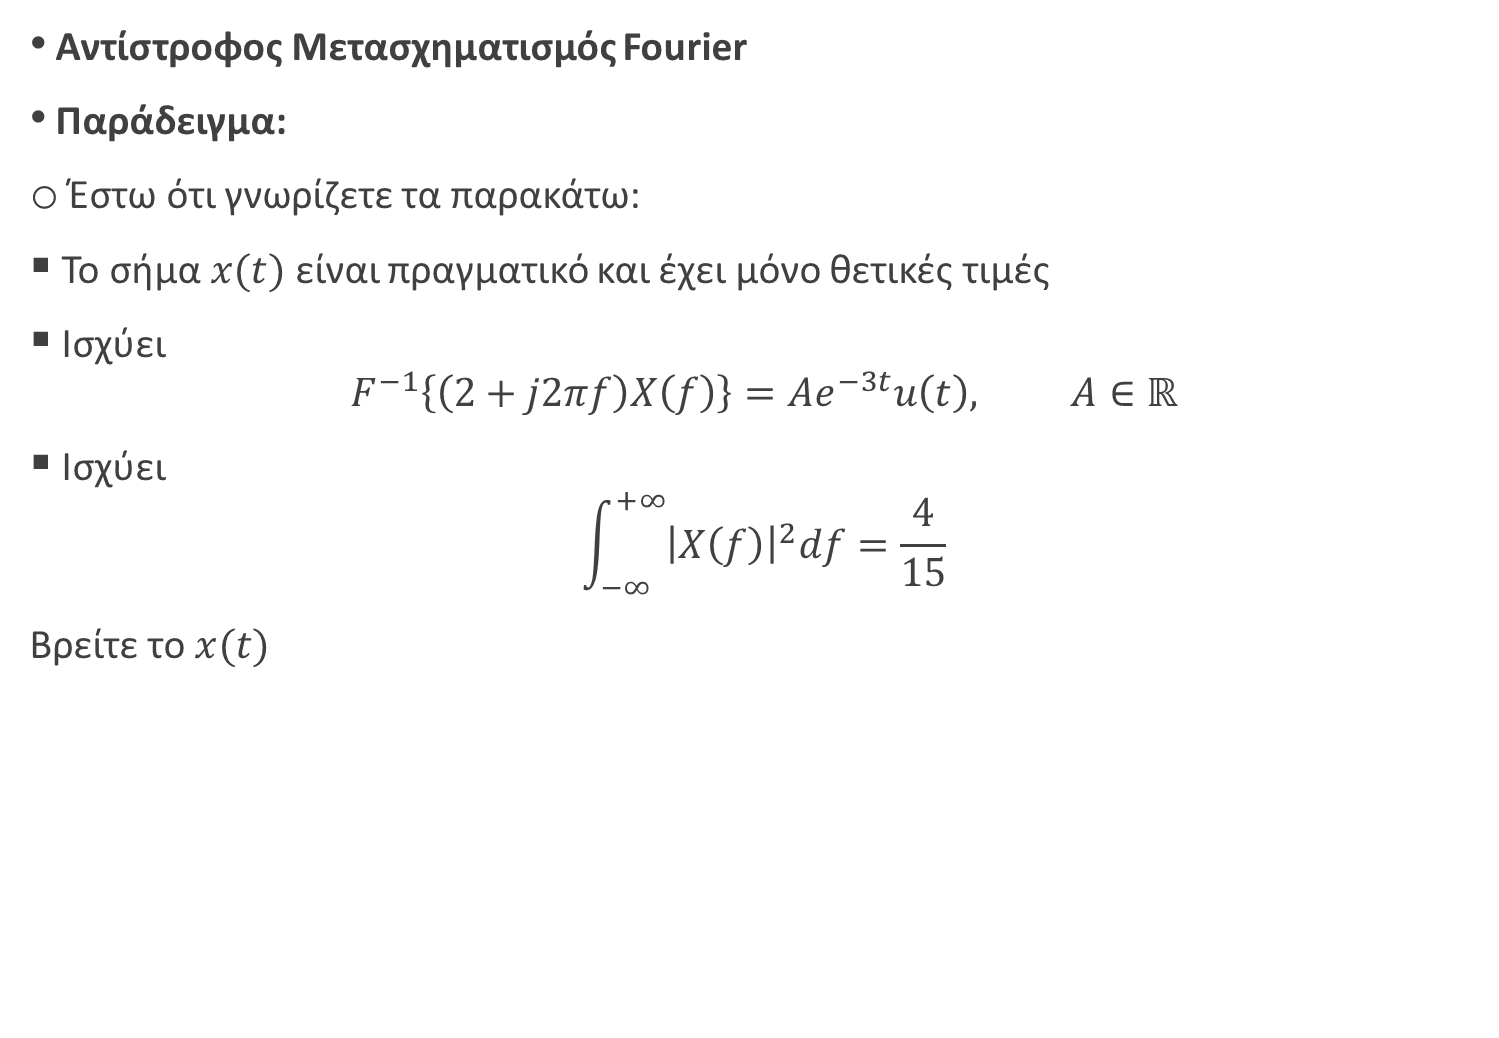 • Αντίστροφος Μετασχηματισμός Fourier
• Παράδειγμα:
○ Έστω ότι γνωρίζετε τα παρακάτω:
▪ Το σήμα x(t) είναι πραγματικό και έχει μόνο θετικές τιμές
▪ Ισχύει
F⁻¹{(2 + j2πf)X(f)} = Ae⁻³ᵗu(t), A ∈ ℝ
▪ Ισχύει
∫_{−∞}^{+∞} |X(f)|² df = 4/15
Βρείτε το x(t)